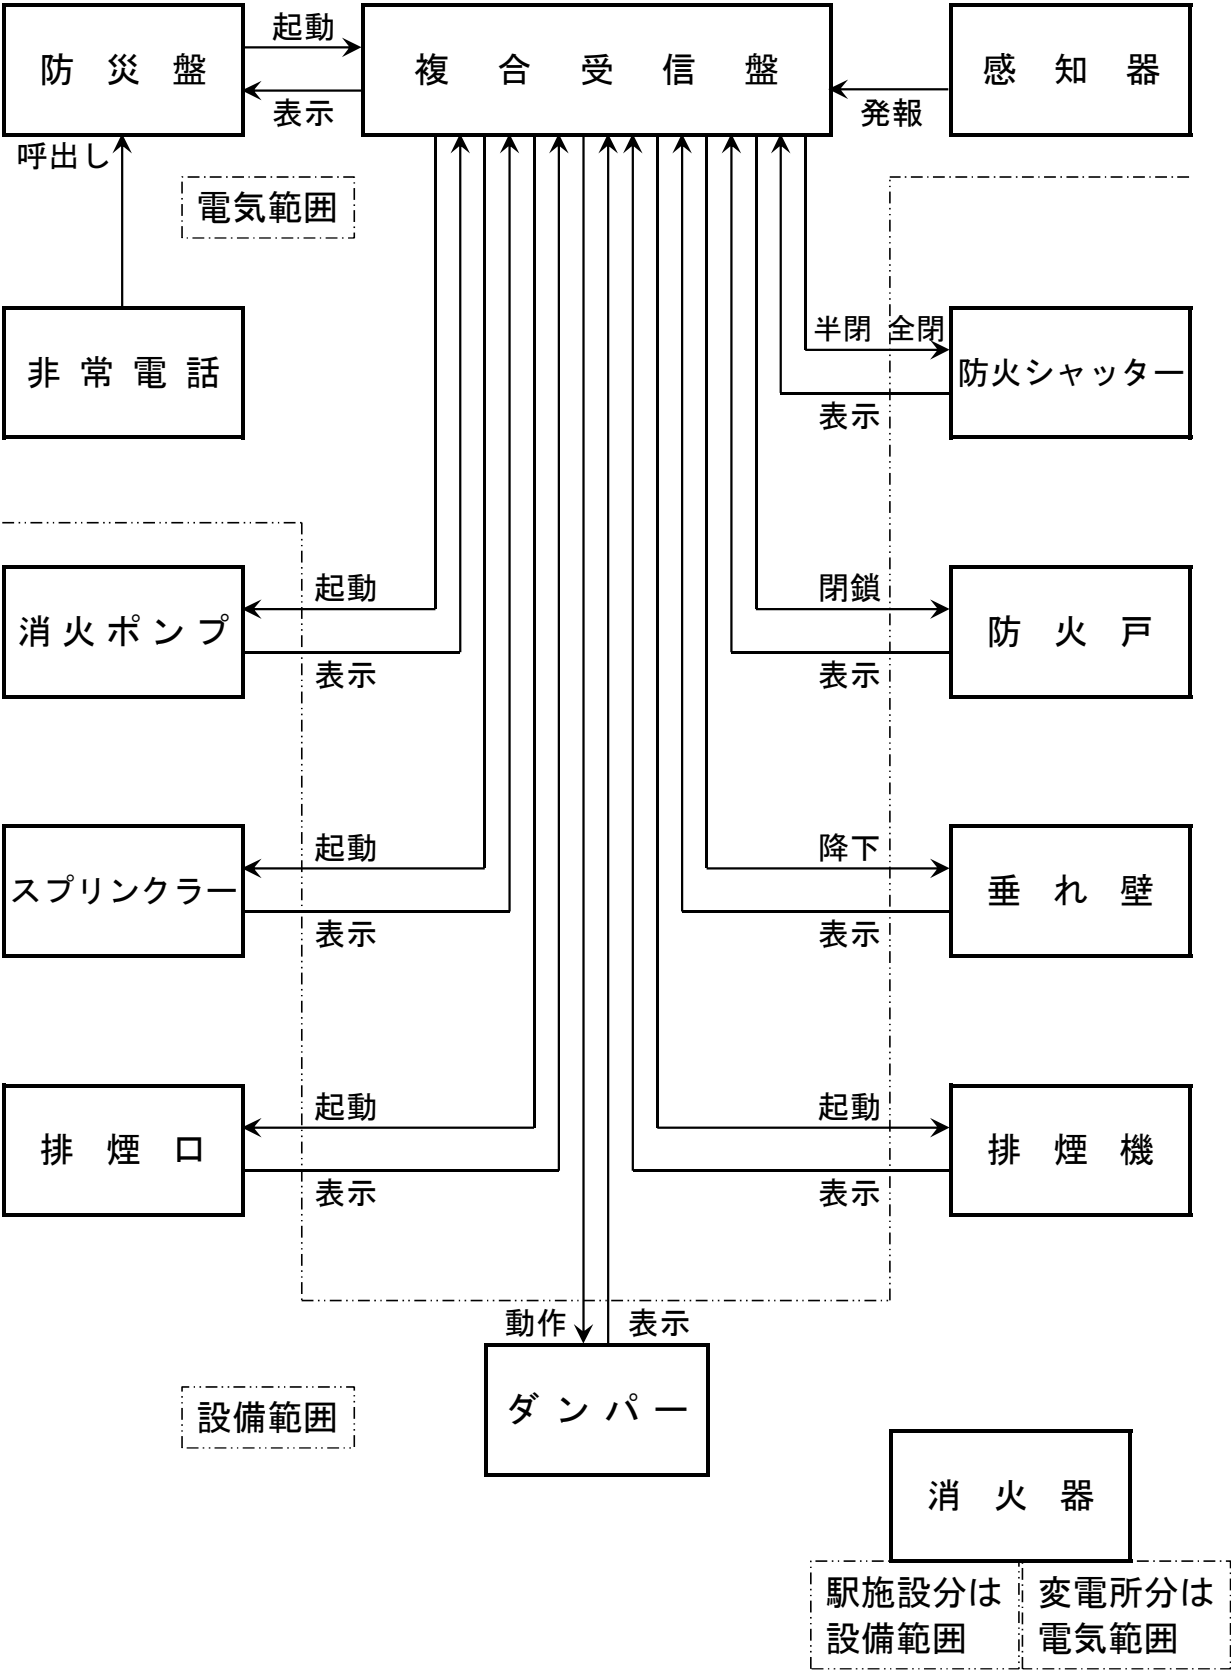 防災盤
起動
表示
複合受信盤
発報
感知器
呼出し
電気範囲
非常電話
半閉 全閉
防火シャッター
表示
消火ポンプ
起動
表示
閉鎖
表示
防火戸
スプリンクラー
起動
表示
降下
表示
垂れ壁
排煙口
起動
表示
起動
表示
排煙機
動作
表示
ダンパー
設備範囲
消火器
駅施設分は
設備範囲
変電所分は
電気範囲